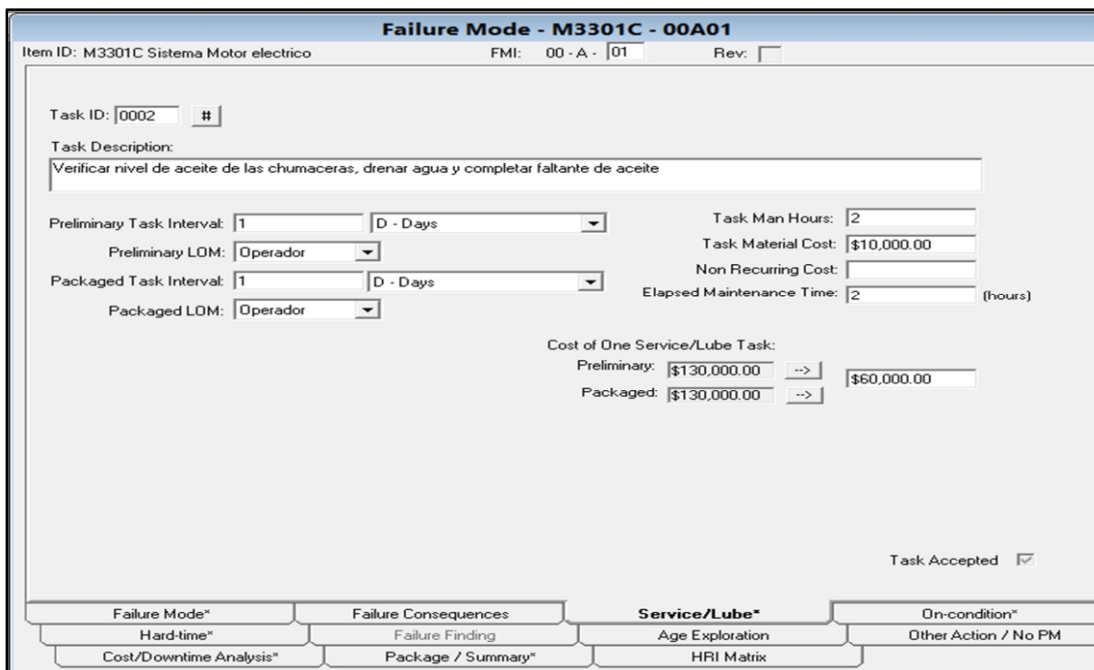 Failure Mode - M3301C - 00A01
Item ID: M3301C Sistema Motor electrico FMI: 00 - A - 01 Rev:
Task ID: 0002 #
Task Description:
Verificar nivel de aceite de las chumaceras, drenar agua y completar faltante de aceite
Preliminary Task Interval: 1 D - Days Task Man Hours: 2
Preliminary LOM: Operador Task Material Cost: $10,000.00
Packaged Task Interval: 1 D - Days Non Recurring Cost:
Packaged LOM: Operador Elapsed Maintenance Time: 2 (hours)
Cost of One Service/Lube Task:
Preliminary: $130,000.00 --> $60,000.00
Packaged: $130,000.00 -->
Task Accepted
Failure Mode* Failure Consequences Service/Lube* On-condition*
Hard-time* Failure Finding Age Exploration Other Action / No PM
Cost/Downtime Analysis* Package / Summary* HRI Matrix